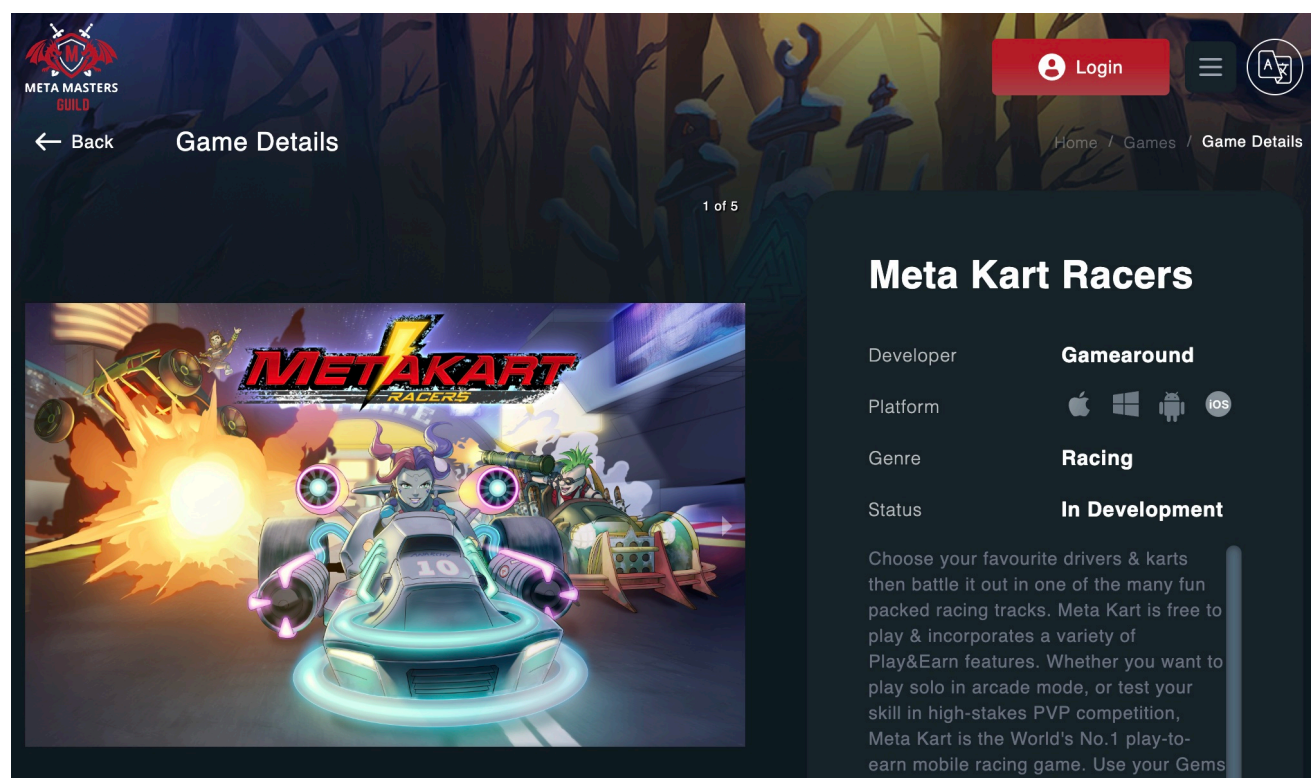 META MASTERS
GUILD
Login
Back
Game Details
Home / Games / Game Details
1 of 5
METAKART
RACERS
10
Meta Kart Racers
Developer Gamearound
Platform iOS
Genre Racing
Status In Development
Choose your favourite drivers & karts
then battle it out in one of the many fun
packed racing tracks. Meta Kart is free to
play & incorporates a variety of
Play&Earn features. Whether you want to
play solo in arcade mode, or test your
skill in high-stakes PVP competition,
Meta Kart is the World's No.1 play-to-
earn mobile racing game. Use your Gems